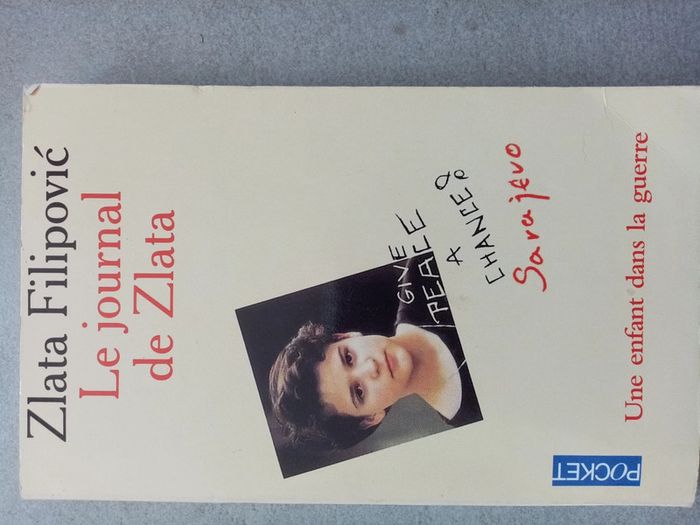 Zlata Filipović
Le journal
de Zlata
GIVE
PEACE
A
CHANCE
Sarajevo
Une enfant dans la guerre
POCKET